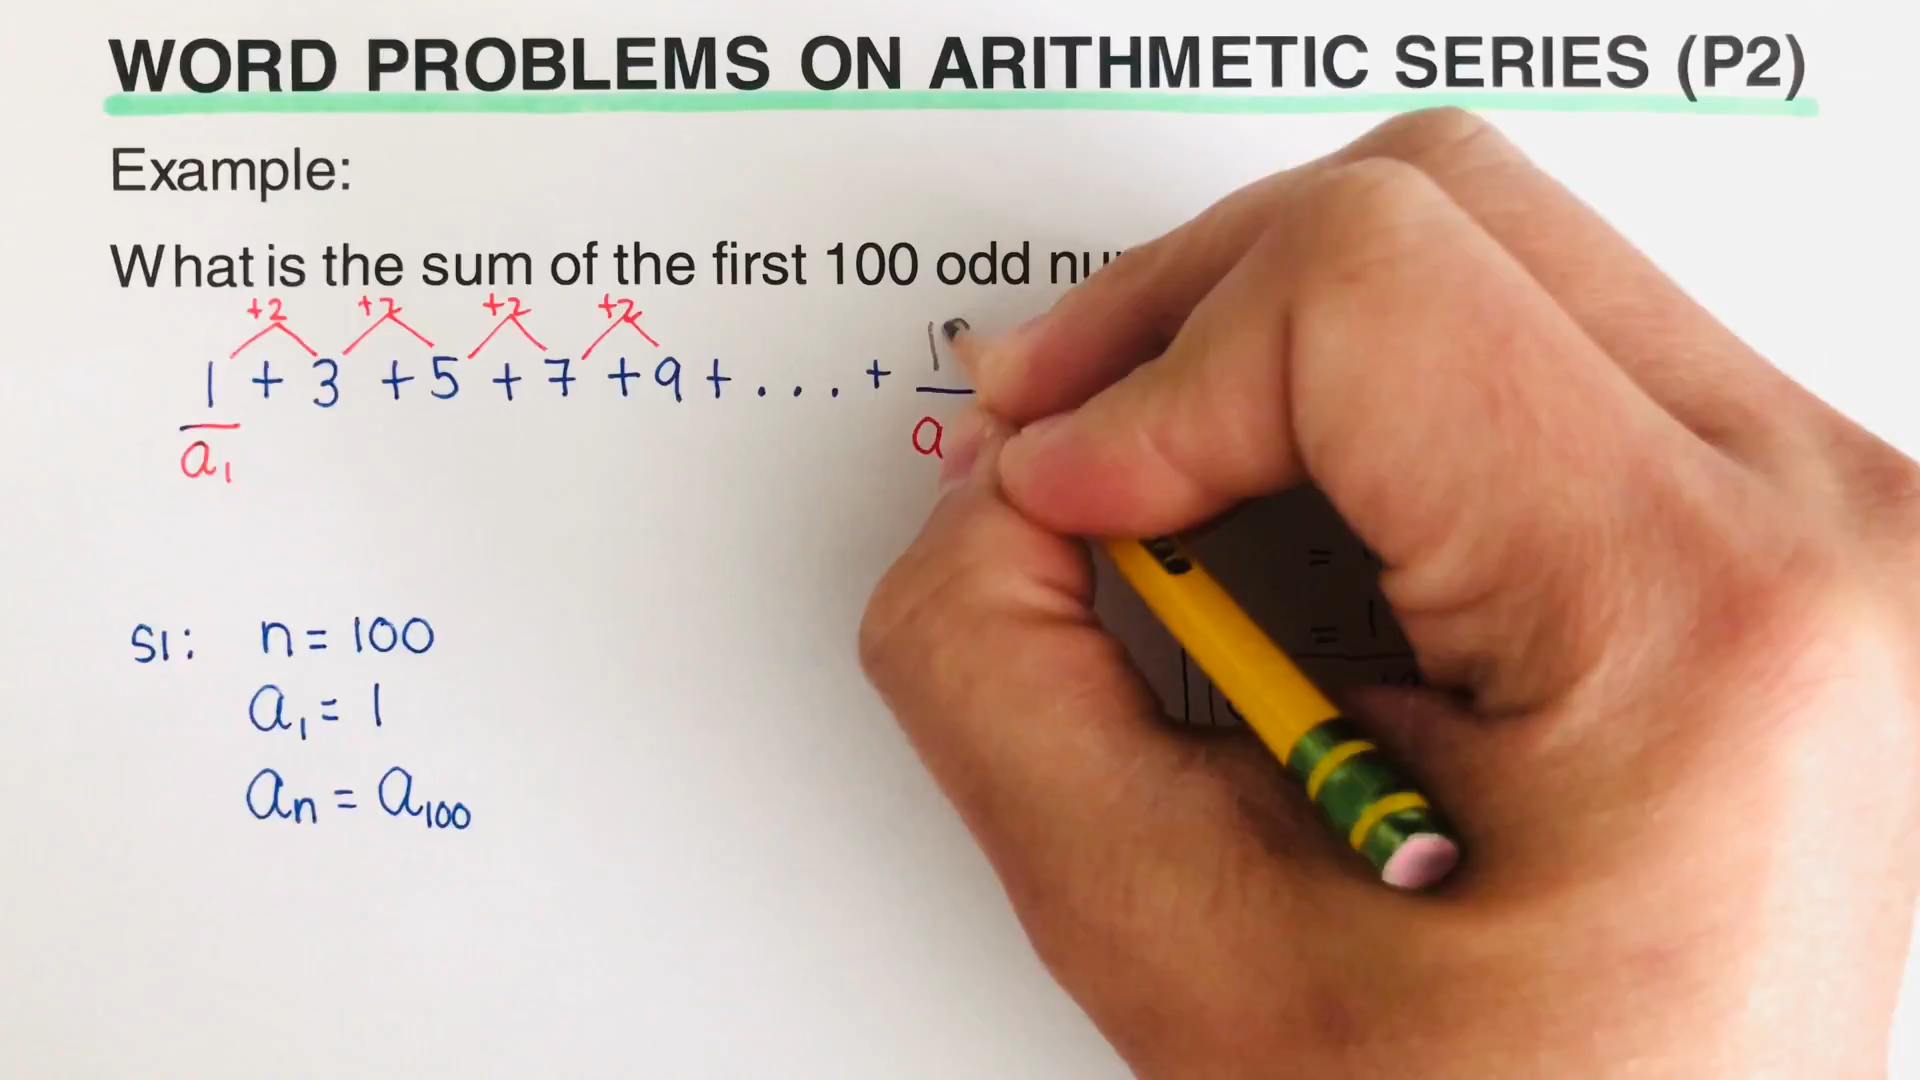 WORD PROBLEMS ON ARITHMETIC SERIES (P2)
Example:
What is the sum of the first 100 odd
+2 +2 +2 +2
1 + 3 + 5 + 7 + 9 + . . . +
a₁ a
S1: n = 100
a₁ = 1
aₙ = a₁₀₀